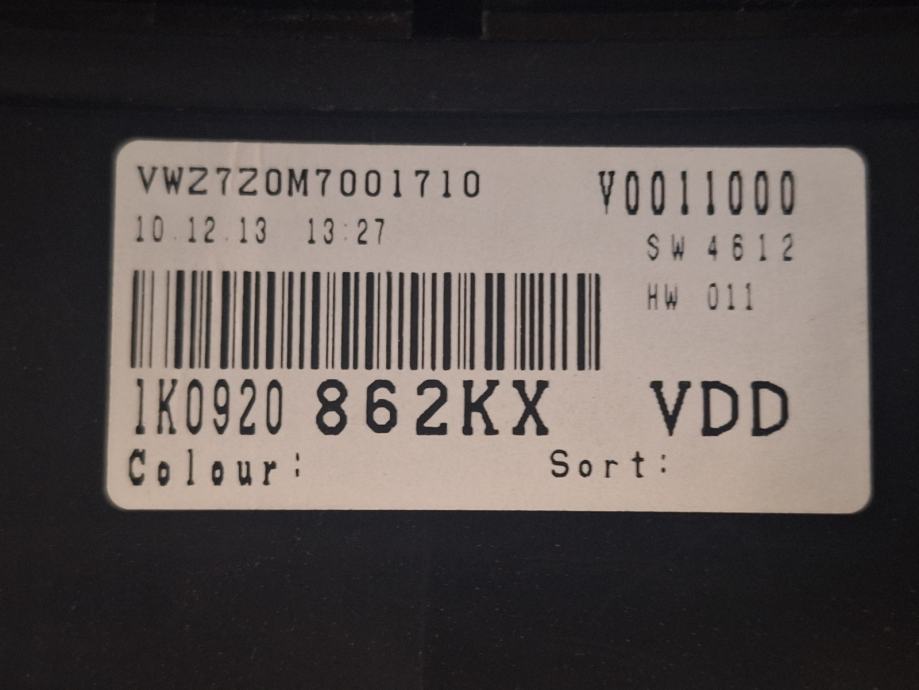 VWZ7Z0M7001710
V0011000
10.12.13 13:27
SW 4612
HW 011
1K0920 862KX VDD
Colour: Sort: